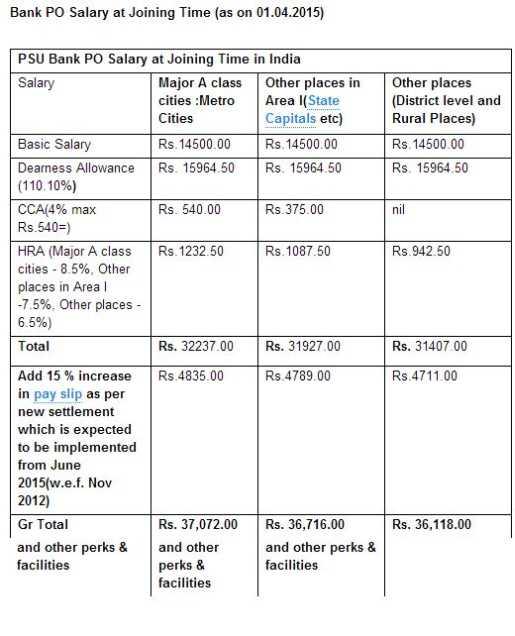 Bank PO Salary at Joining Time (as on 01.04.2015)
PSU Bank PO Salary at Joining Time in India
Salary
Major A class
cities :Metro
Cities
Other places in
Area I(State
Capitals etc)
Other places
(District level and
Rural Places)
Basic Salary
Rs.14500.00
Rs.14500.00
Rs.14500.00
Dearness Allowance
(110.10%)
Rs. 15964.50
Rs. 15964.50
Rs. 15964.50
CCA(4% max
Rs.540=)
Rs. 540.00
Rs.375.00
nil
HRA (Major A class
cities - 8.5%, Other
places in Area I
-7.5%, Other places -
6.5%)
Rs.1232.50
Rs.1087.50
Rs.942.50
Total
Rs. 32237.00
Rs. 31927.00
Rs. 31407.00
Add 15 % increase
in pay slip as per
new settlement
which is expected
to be implemented
from June
2015(w.e.f. Nov
2012)
Rs.4835.00
Rs.4789.00
Rs.4711.00
Gr Total
Rs. 37,072.00
Rs. 36,716.00
Rs. 36,118.00
and other perks &
facilities
and other
perks &
facilities
and other perks &
facilities